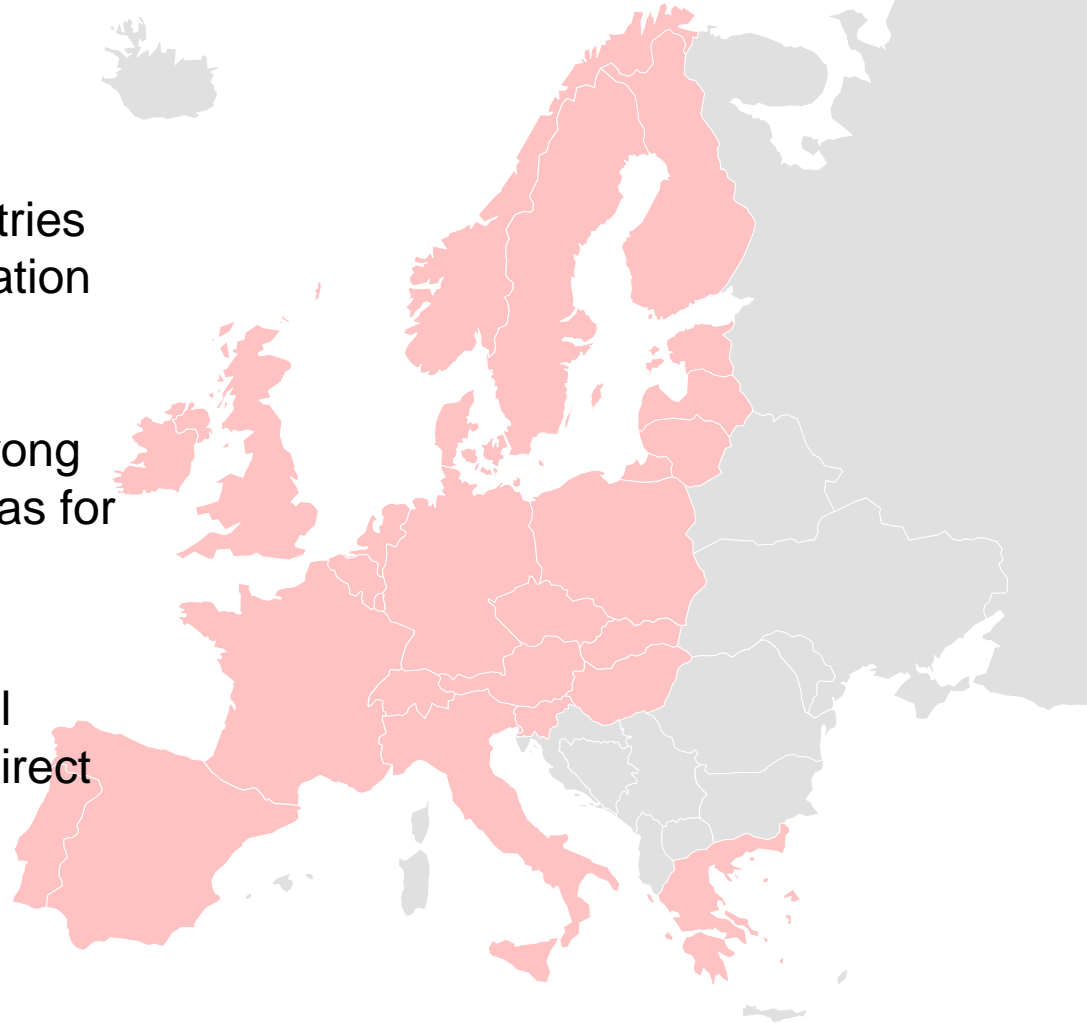 tries
ation
ong
as for
l
irect